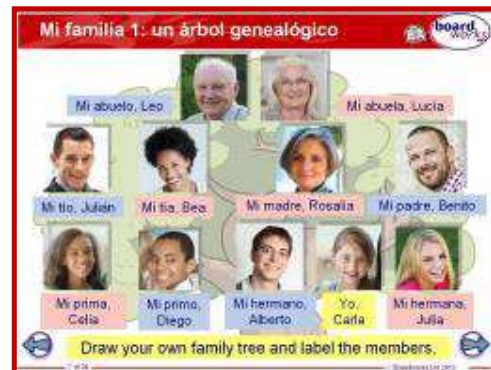 Mi familia 1: un árbol genealógico
board
works
Mi abuelo, Leo
Mi abuela, Lucía
Mi tío, Julián
Mi tía, Bea
Mi madre, Rosalía
Mi padre, Benito
Mi prima,
Celia
Mi primo,
Diego
Mi hermano,
Alberto
Yo,
Carla
Mi hermana,
Julia
Draw your own family tree and label the members.